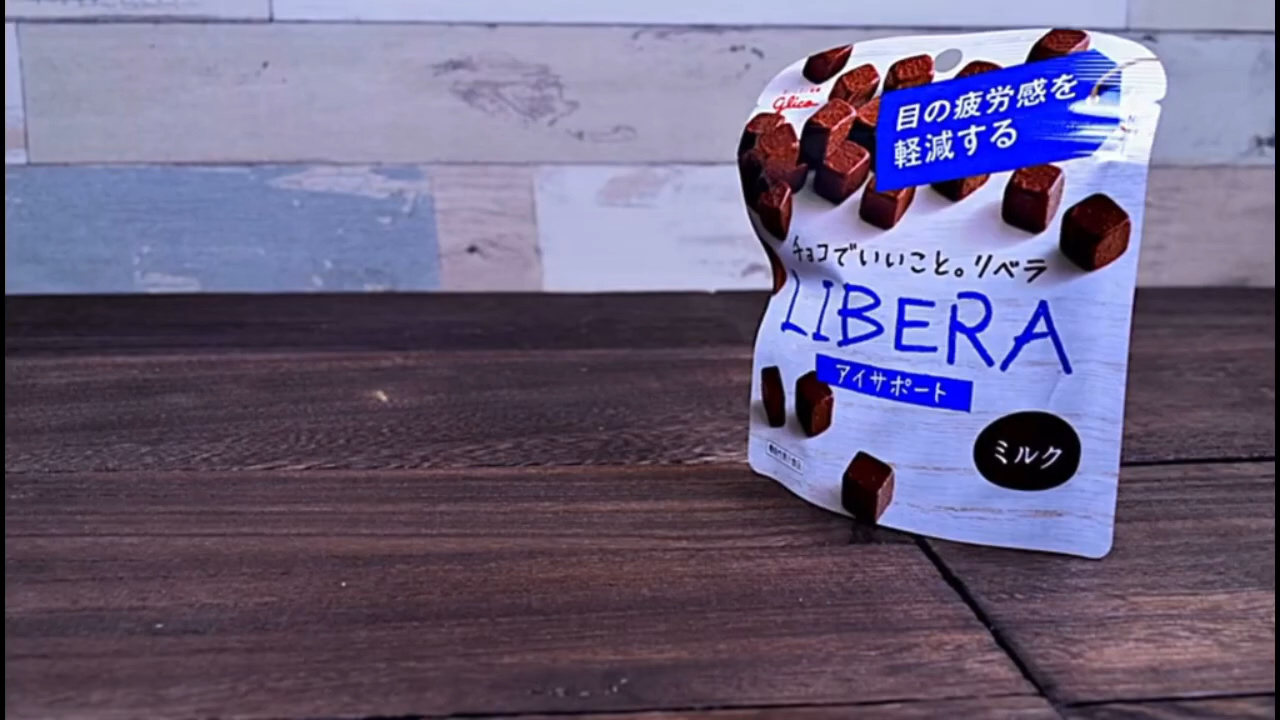 Glico
目の疲労感を
軽減する
チョコでいいこと。リベラ
LIBERA
アイサポート
ミルク